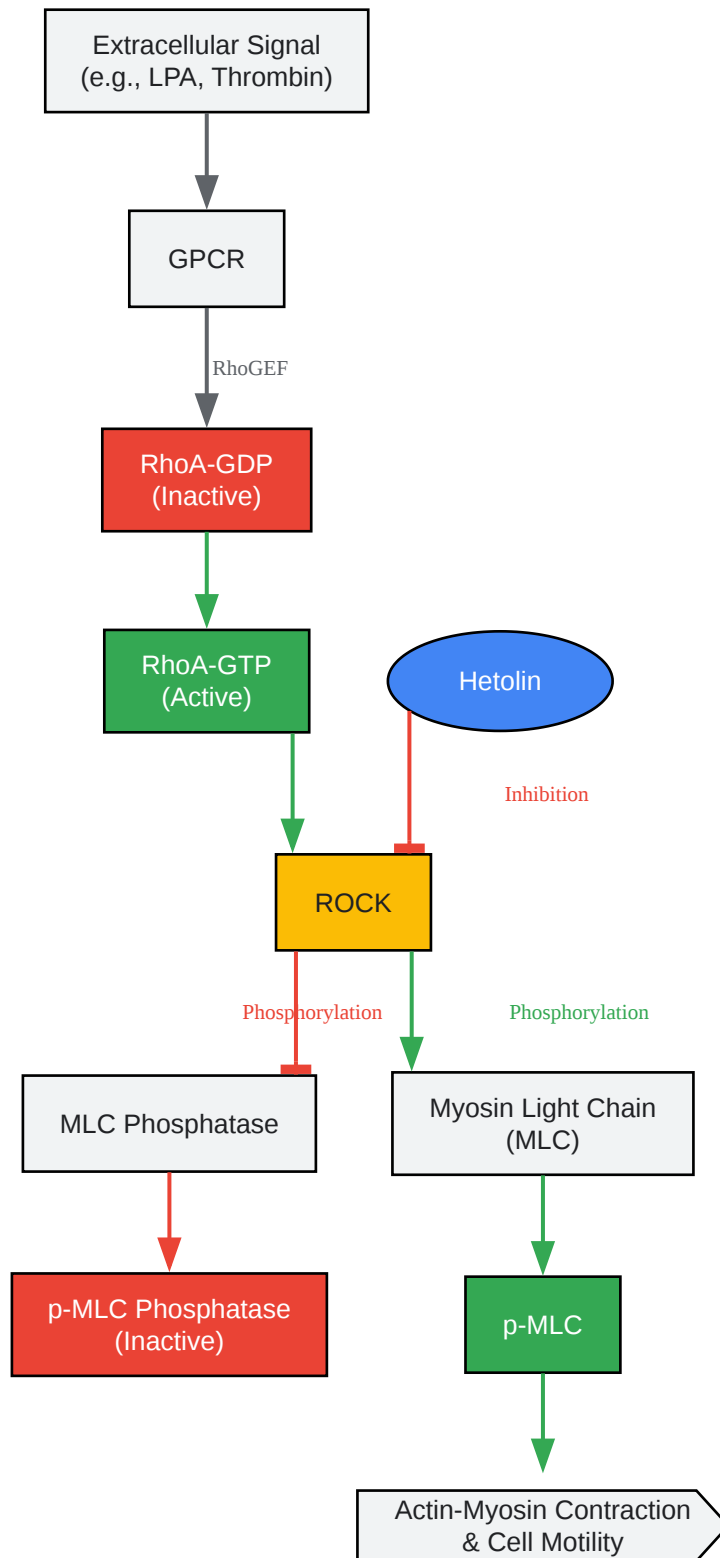 Extracellular Signal
(e.g., LPA, Thrombin)
GPCR
RhoGEF
RhoA-GDP
(Inactive)
RhoA-GTP
(Active)
Hetolin
Inhibition
ROCK
Phosphorylation
Phosphorylation
MLC Phosphatase
Myosin Light Chain
(MLC)
p-MLC Phosphatase
(Inactive)
p-MLC
Actin-Myosin Contraction
& Cell Motility